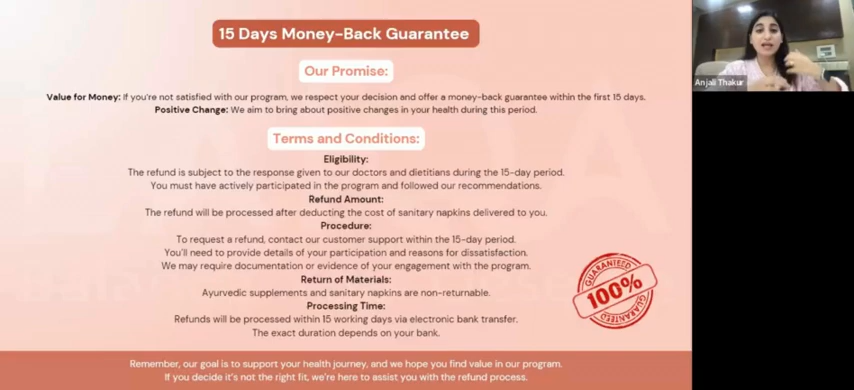 15 Days Money-Back Guarantee
Our Promise:
Value for Money: If you're not satisfied with our program, we respect your decision and offer a money-back guarantee within the first 15 days.
Positive Change: We aim to bring about positive changes in your health during this period.
Terms and Conditions:
Eligibility:
The refund is subject to the response given to our doctors and dietitians during the 15-day period.
You must have actively participated in the program and followed our recommendations.
Refund Amount:
The refund will be processed after deducting the cost of sanitary napkins delivered to you.
Procedure:
To request a refund, contact our customer support within the 15-day period.
You'll need to provide details of your participation and reasons for dissatisfaction.
We may require documentation or evidence of your engagement with the program.
Return of Materials:
Ayurvedic supplements and sanitary napkins are non-returnable.
Processing Time:
Refunds will be processed within 15 working days via electronic bank transfer.
The exact duration depends on your bank.
GUARANTEED
100%
GUARANTEED
Remember, our goal is to support your health journey, and we hope you find value in our program.
If you decide it's not the right fit, we're here to assist you with the refund process.
Anjali Thakur